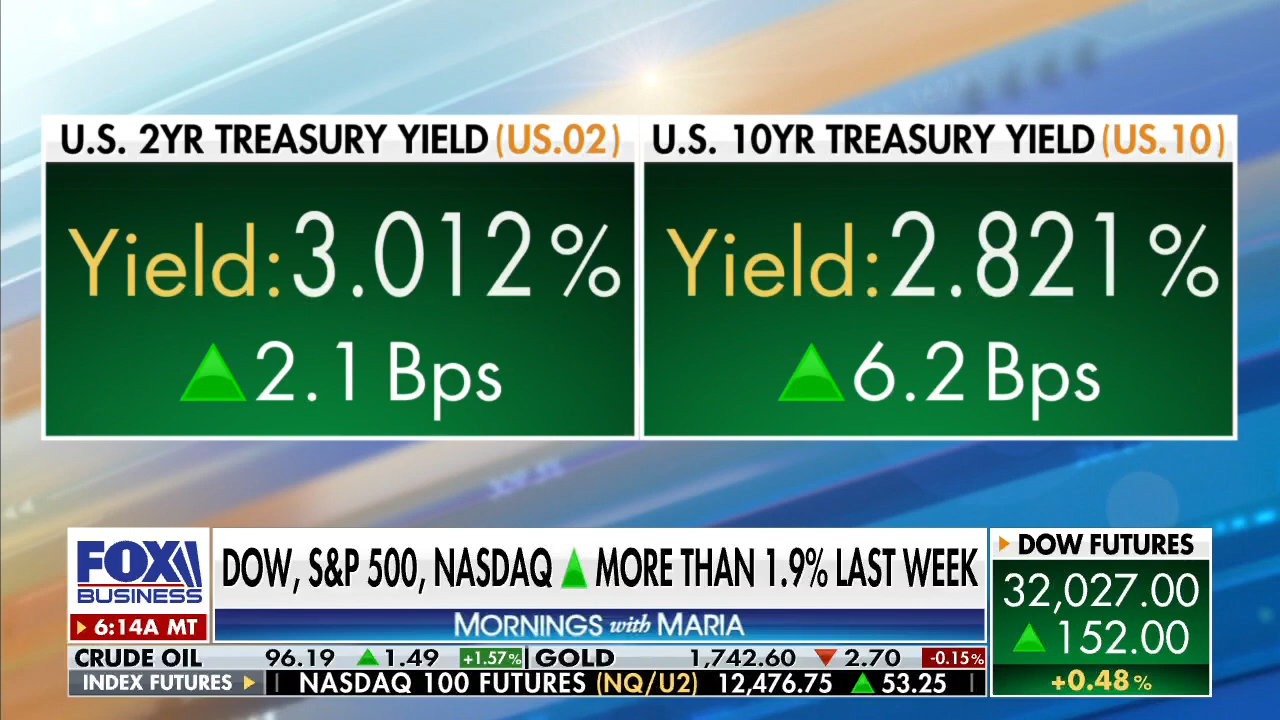 U.S. 2YR TREASURY YIELD (US.02)
Yield: 3.012%
▲ 2.1 Bps
U.S. 10YR TREASURY YIELD (US.10)
Yield: 2.821%
▲ 6.2 Bps
FOX BUSINESS
6:14A MT
DOW, S&P 500, NASDAQ ▲ MORE THAN 1.9% LAST WEEK
MORNINGS with MARIA
DOW FUTURES
32,027.00
▲ 152.00
+0.48%
CRUDE OIL 96.19 ▲ 1.49 +1.57% GOLD 1,742.60 ▼ 2.70 -0.15%
INDEX FUTURES NASDAQ 100 FUTURES (NQ/U2) 12,476.75 ▲ 53.25